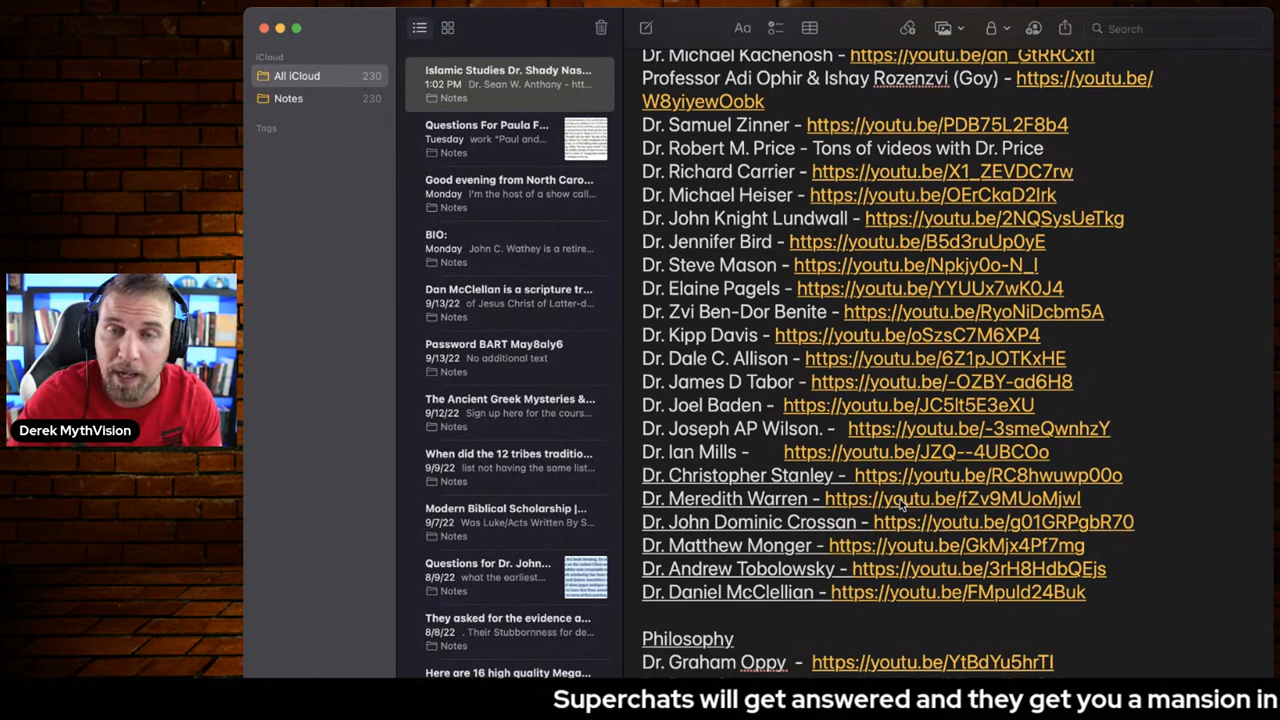 Search
iCloud
All iCloud 230
Notes 230
Tags
Islamic Studies Dr. Shady Nas...
1:02 PM Dr. Sean W. Anthony - htt...
Notes
Questions For Paula F...
Tuesday work "Paul and...
Notes
Good evening from North Caro...
Monday I'm the host of a show call...
Notes
BIO:
Monday John C. Wathey is a retire...
Notes
Dan McClellan is a scripture tr...
9/13/22 of Jesus Christ of Latter-d...
Notes
Password BART May8aly6
9/13/22 No additional text
Notes
The Ancient Greek Mysteries &...
9/12/22 Sign up here for the cours...
Notes
When did the 12 tribes traditio...
9/9/22 list not having the same list...
Notes
Modern Biblical Scholarship |...
9/7/22 Was Luke/Acts Written By S...
Notes
Questions for Dr. John...
8/9/22 what the earliest...
Notes
They asked for the evidence a...
8/8/22 . Their Stubbornness for de...
Notes
Here are 16 high quality Mega...
Dr. Michael Kachenosh - https://youtu.be/an_GtRRCxfI
Professor Adi Ophir & Ishay Rozenzvi (Goy) - https://youtu.be/
W8yiyewOobk
Dr. Samuel Zinner - https://youtu.be/PDB75L2F8b4
Dr. Robert M. Price - Tons of videos with Dr. Price
Dr. Richard Carrier - https://youtu.be/X1_ZEVDC7rw
Dr. Michael Heiser - https://youtu.be/OErCkaD2Irk
Dr. John Knight Lundwall - https://youtu.be/2NQSysUeTkg
Dr. Jennifer Bird - https://youtu.be/B5d3ruUp0yE
Dr. Steve Mason - https://youtu.be/Npkjy0o-N_I
Dr. Elaine Pagels - https://youtu.be/YYUUx7wK0J4
Dr. Zvi Ben-Dor Benite - https://youtu.be/RyoNiDcbm5A
Dr. Kipp Davis - https://youtu.be/oSzsC7M6XP4
Dr. Dale C. Allison - https://youtu.be/6Z1pJOTKxHE
Dr. James D Tabor - https://youtu.be/-OZBY-ad6H8
Dr. Joel Baden - https://youtu.be/JC5lt5E3eXU
Dr. Joseph AP Wilson. - https://youtu.be/-3smeQwnhzY
Dr. Ian Mills - https://youtu.be/JZQ--4UBCOo
Dr. Christopher Stanley - https://youtu.be/RC8hwuwp00o
Dr. Meredith Warren - https://youtu.be/fZv9MUoMjwI
Dr. John Dominic Crossan - https://youtu.be/g01GRPgbR70
Dr. Matthew Monger - https://youtu.be/GkMjx4Pf7mg
Dr. Andrew Tobolowsky - https://youtu.be/3rH8HdbQEjs
Dr. Daniel McClellian - https://youtu.be/FMpuld24Buk
Philosophy
Dr. Graham Oppy - https://youtu.be/YtBdYu5hrTI
Derek MythVision
Superchats will get answered and they get you a mansion in